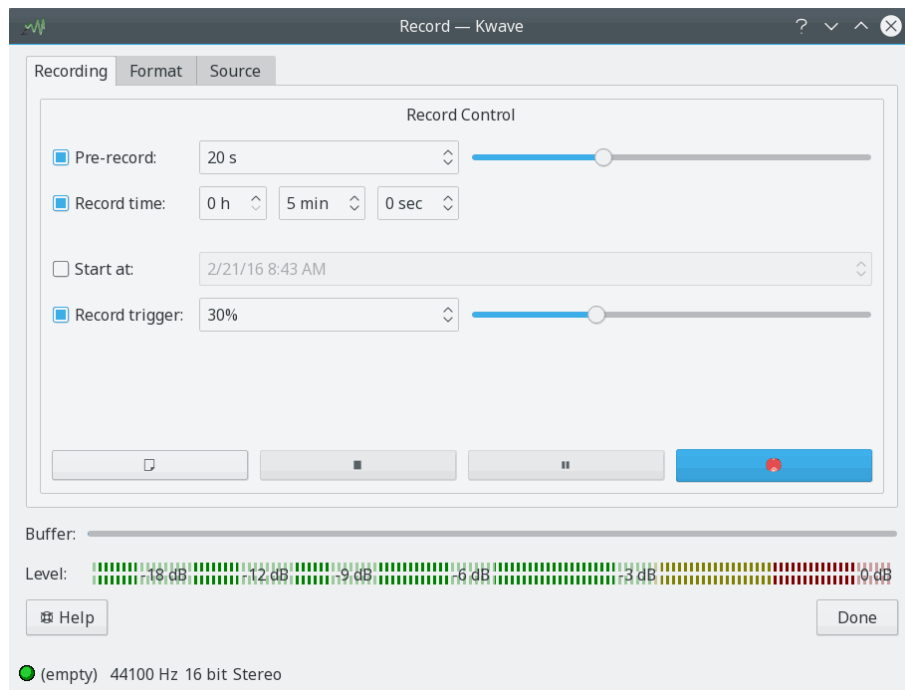 Record — Kwave
Recording Format Source
Record Control
Pre-record: 20 s
Record time: 0 h 5 min 0 sec
Start at: 2/21/16 8:43 AM
Record trigger: 30%
Buffer:
Level: -18 dB -12 dB -9 dB -6 dB -3 dB 0 dB
Help Done
(empty) 44100 Hz 16 bit Stereo